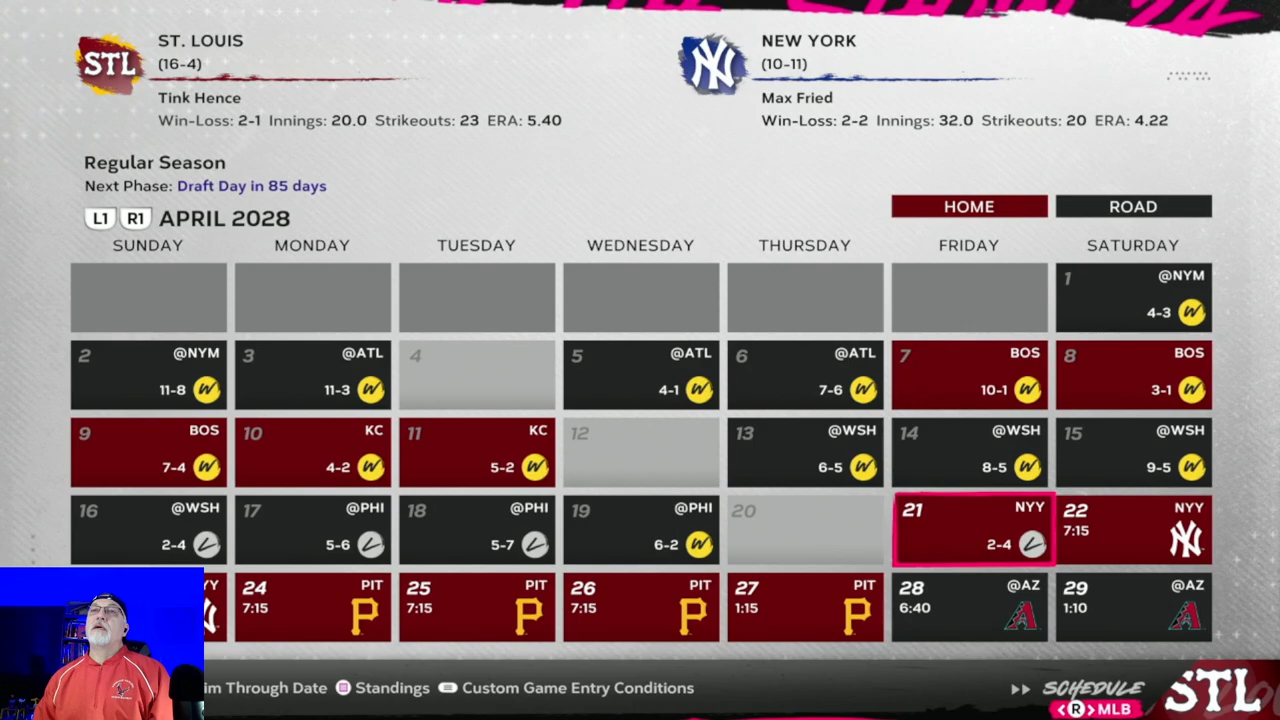 STL
ST. LOUIS
(16-4)
Tink Hence
Win-Loss: 2-1 Innings: 20.0 Strikeouts: 23 ERA: 5.40
NEW YORK
(10-11)
Max Fried
Win-Loss: 2-2 Innings: 32.0 Strikeouts: 20 ERA: 4.22
Regular Season
Next Phase: Draft Day in 85 days
L1 R1 APRIL 2028
HOME ROAD
SUNDAY MONDAY TUESDAY WEDNESDAY THURSDAY FRIDAY SATURDAY
1 @NYM
4-3 W
2 @NYM 3 @ATL 4 5 @ATL 6 @ATL 7 BOS 8 BOS
11-8 W 11-3 W 4-1 W 7-6 W 10-1 W 3-1 W
9 BOS 10 KC 11 KC 12 13 @WSH 14 @WSH 15 @WSH
7-4 W 4-2 W 5-2 W 6-5 W 8-5 W 9-5 W
16 @WSH 17 @PHI 18 @PHI 19 @PHI 20 21 NYY 22 NYY
2-4 L 5-6 L 5-7 L 6-2 W 2-4 L 7:15 NY
YY 24 PIT 25 PIT 26 PIT 27 PIT 28 @AZ 29 @AZ
7:15 P 7:15 P 7:15 P 1:15 P 6:40 A 1:10 A
im Through Date Standings Custom Game Entry Conditions
SCHEDULE
R MLB
STL